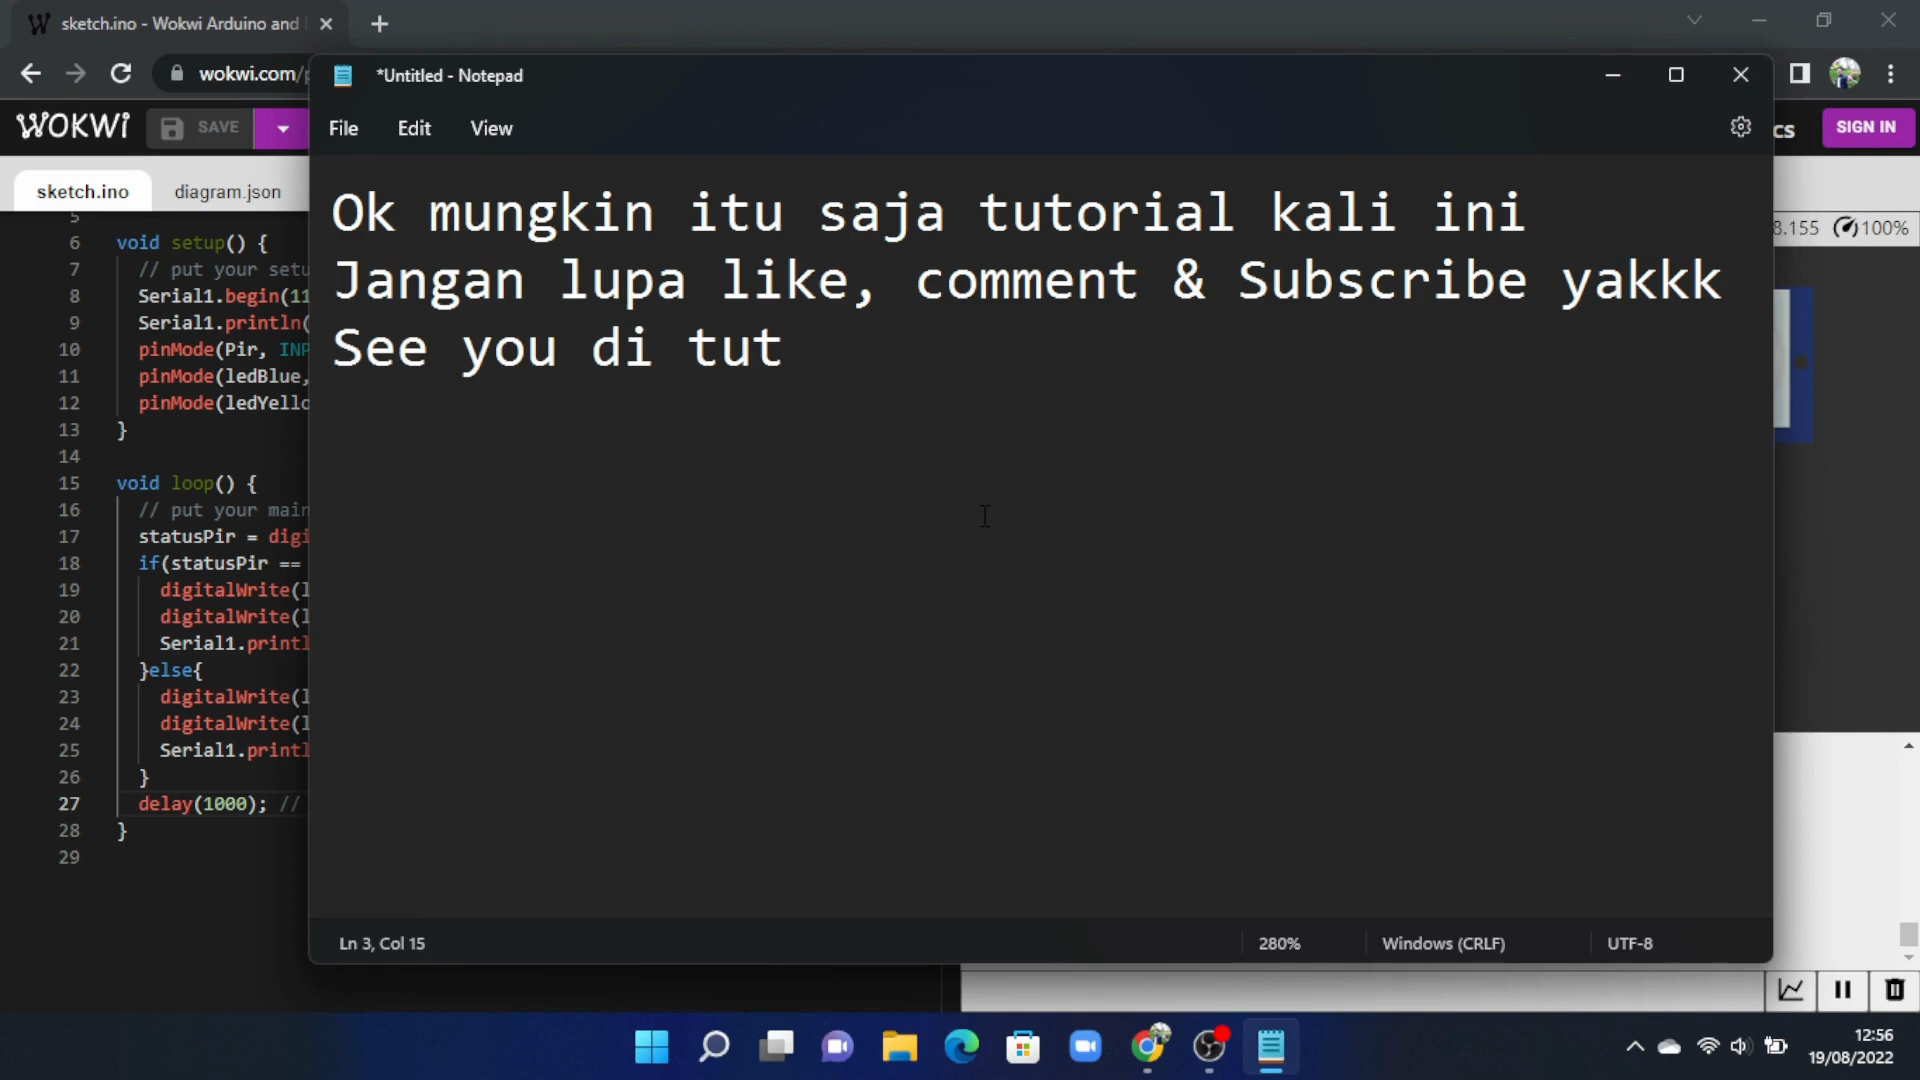 sketch.ino - Wokwi Arduino and
wokwi.com/
WOKWI
SAVE
CS
SIGN IN
sketch.ino
diagram.json
8.155
100%
5
6 void setup() {
7 // put your setu
8 Serial1.begin(11
9 Serial1.println(
10 pinMode(Pir, INP
11 pinMode(ledBlue,
12 pinMode(ledYello
13 }
14
15 void loop() {
16 // put your main
17 statusPir = digi
18 if(statusPir ==
19 digitalWrite(l
20 digitalWrite(l
21 Serial1.printl
22 }else{
23 digitalWrite(l
24 digitalWrite(l
25 Serial1.printl
26 }
27 delay(1000); //
28 }
29
*Untitled - Notepad
File Edit View
Ok mungkin itu saja tutorial kali ini
Jangan lupa like, comment & Subscribe yakkk
See you di tut
Ln 3, Col 15
280%
Windows (CRLF)
UTF-8
12:56
19/08/2022